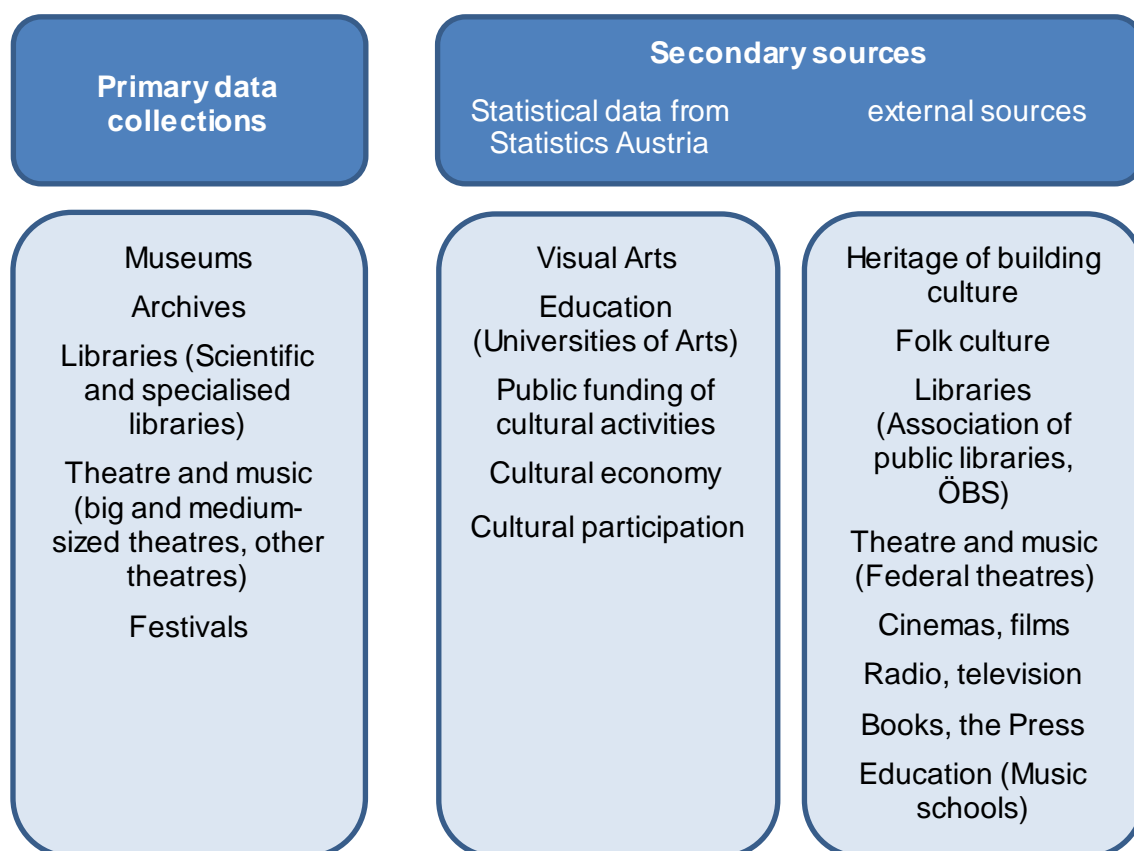 Primary data
collections
Secondary sources
Statistical data from
Statistics Austria
external sources
Museums
Archives
Libraries (Scientific
and specialised
libraries)
Theatre and music
(big and medium-
sized theatres, other
theatres)
Festivals
Visual Arts
Education
(Universities of Arts)
Public funding of
cultural activities
Cultural economy
Cultural participation
Heritage of building
culture
Folk culture
Libraries
(Association of
public libraries,
ÖBS)
Theatre and music
(Federal theatres)
Cinemas, films
Radio, television
Books, the Press
Education (Music
schools)